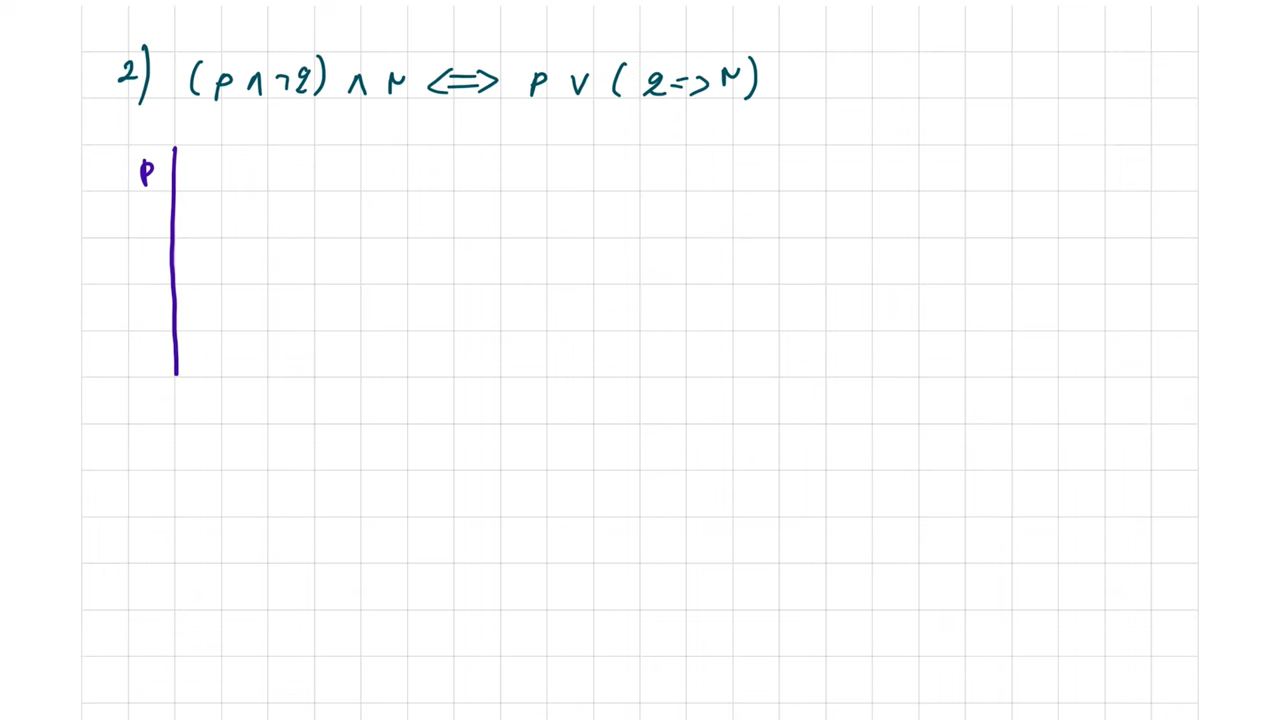 2) (p ∧ ¬q) ∧ r <=> p ∨ (q => r)
p